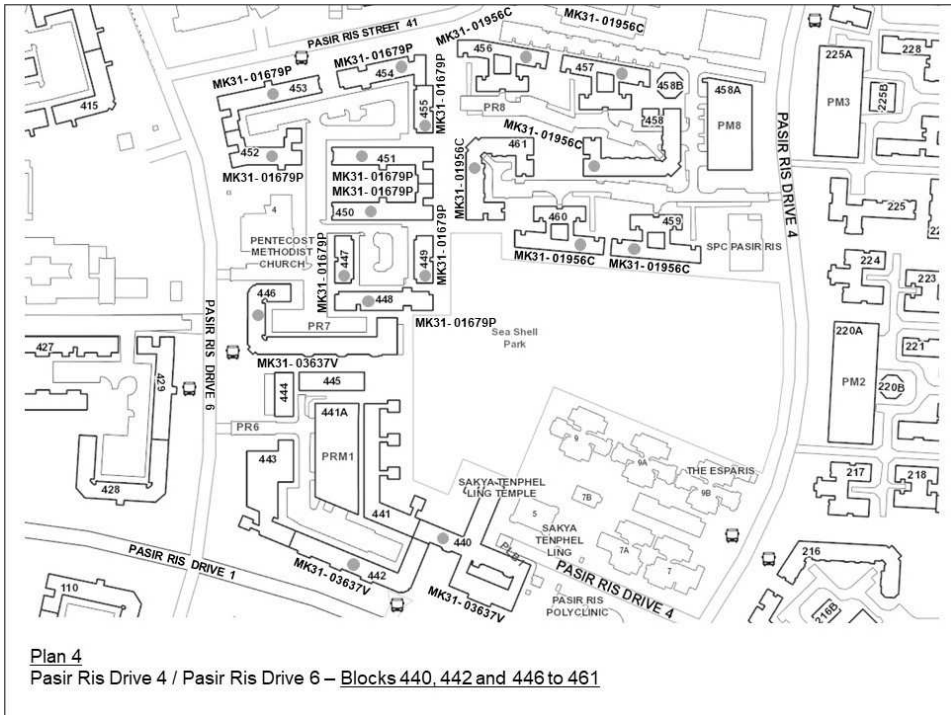 PASIR RIS STREET 41
MK31- 01956C
MK31- 01956C
415
MK31- 01679P
453
MK31-01679P
454
456
457
458B
458A
PM8
225A
PM3
228
225B
PASIR RIS DRIVE 4
455
MK31- 01679P
PR8
458
MK31- 01956C
452
MK31- 01679P
451
MK31- 01679P
MK31- 01679P
450
MK31- 01679P
461
MK31- 01956C
4
PENTECOST
METHODIST
CHURCH
447
MK31- 01679P
449
448
MK31- 01679P
460
MK31-01956C
459
MK31- 01956C
SPC PASIR RIS
225
224
223
446
PR7
MK31- 03637V
Sea Shell
Park
220A
PM2
221
220B
PASIR RIS DRIVE 6
427
429
428
444
445
441A
PRM1
PR6
443
441
440
442
MK31- 03637V
MK31- 03637V
SAKYA TENPHEL
LING TEMPLE
5
SAKYA
TENPHEL
LING
9
9A
THE ESPARIS
9B
7B
7A
7
217
218
216
216B
PASIR RIS DRIVE 1
110
PASIR RIS DRIVE 4
PASIR RIS
POLYCLINIC
Plan 4
Pasir Ris Drive 4 / Pasir Ris Drive 6 – Blocks 440, 442 and 446 to 461